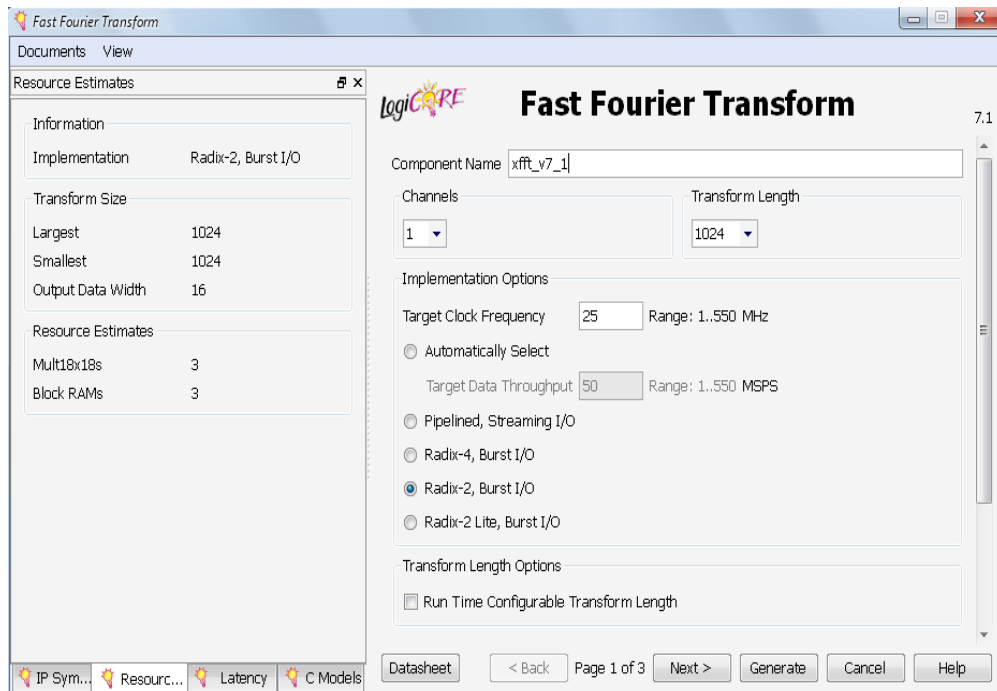 Fast Fourier Transform
Documents View
Resource Estimates
Information
Implementation Radix-2, Burst I/O
Transform Size
Largest 1024
Smallest 1024
Output Data Width 16
Resource Estimates
Mult18x18s 3
Block RAMs 3
IP Sym... Resourc... Latency C Models
LogiCORE
Fast Fourier Transform
7.1
Component Name xfft_v7_1
Channels
1
Transform Length
1024
Implementation Options
Target Clock Frequency 25 Range: 1..550 MHz
Automatically Select
Target Data Throughput 50 Range: 1..550 MSPS
Pipelined, Streaming I/O
Radix-4, Burst I/O
Radix-2, Burst I/O
Radix-2 Lite, Burst I/O
Transform Length Options
Run Time Configurable Transform Length
Datasheet < Back Page 1 of 3 Next > Generate Cancel Help